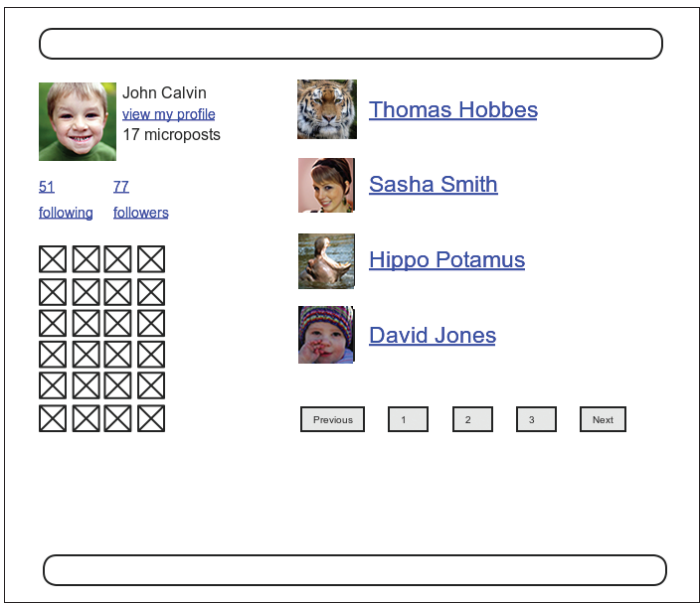 John Calvin
view my profile
17 microposts
51 77
following followers
Thomas Hobbes
Sasha Smith
Hippo Potamus
David Jones
Previous 1 2 3 Next